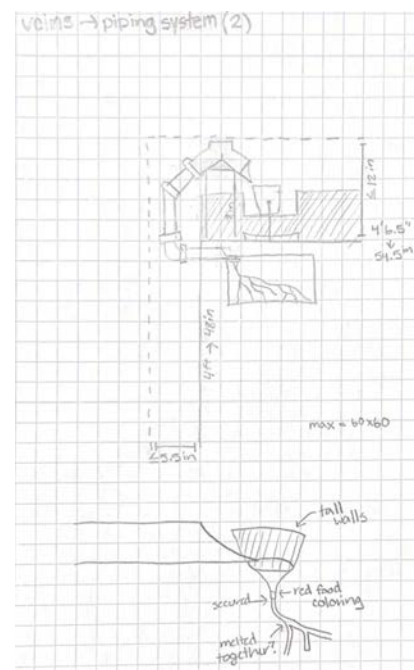 veins → piping system (2)
≤ 12in
4'6.5"
↓
54.5in
4ft → 48in
max = 60x60
≤5.5in
tall
walls
red food
coloring
secured
melted
together?